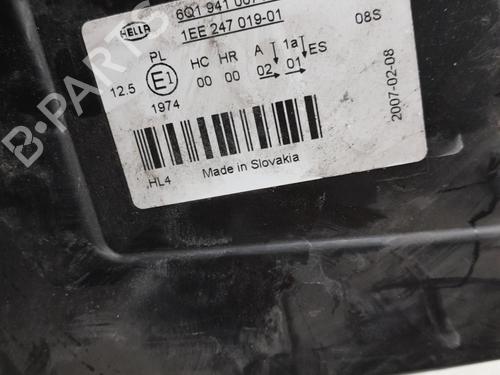 HELLA
6Q1 941 007
1EE 247 019-01
08S
PL HC HR A 1a ES
12.5 E1 00 00 02 01
1974
2007-02-08
HL4 Made in Slovakia
B-PARTS